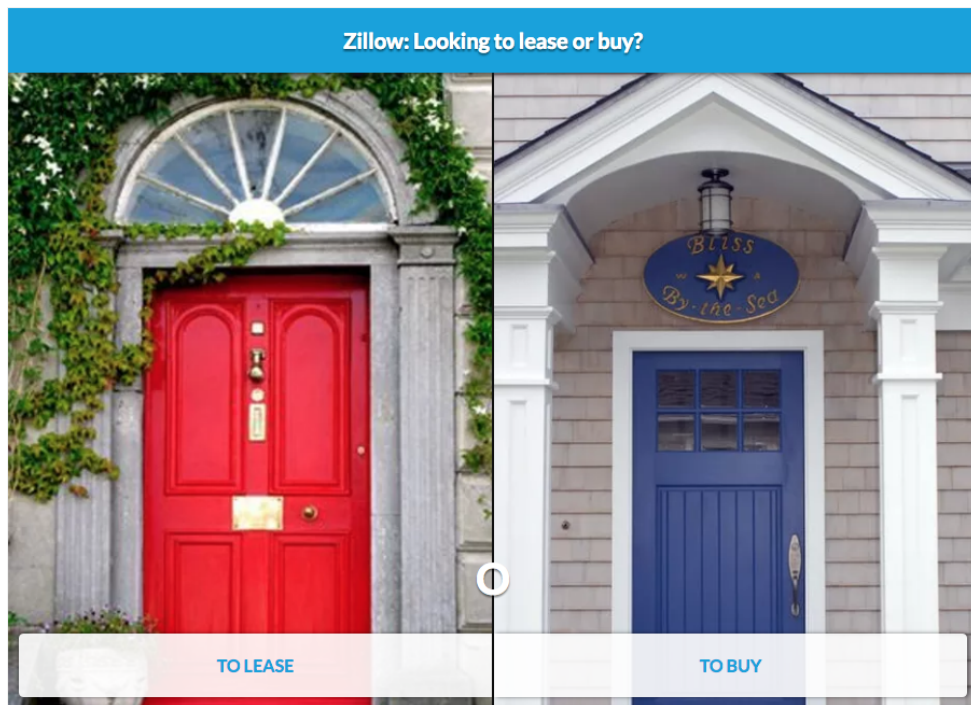 Zillow: Looking to lease or buy?
Bliss
By-the-Sea
O
TO LEASE
TO BUY